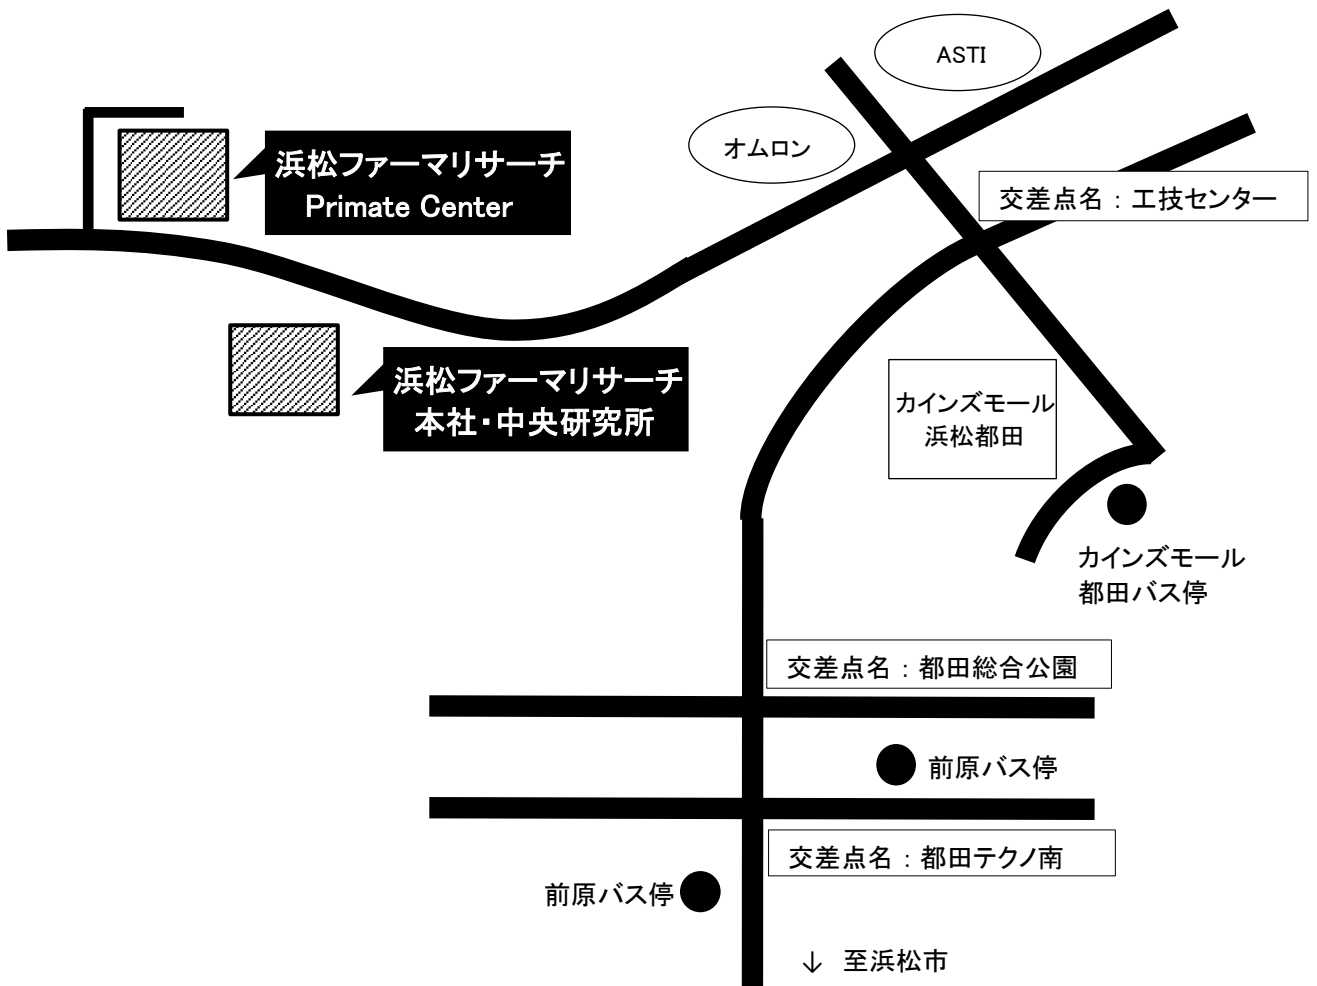 ASTI
オムロン
浜松ファーマリサーチ
Primate Center
交差点名：工技センター
浜松ファーマリサーチ
本社・中央研究所
カインズモール
浜松都田
カインズモール
都田バス停
交差点名：都田総合公園
前原バス停
交差点名：都田テクノ南
前原バス停
↓ 至浜松市